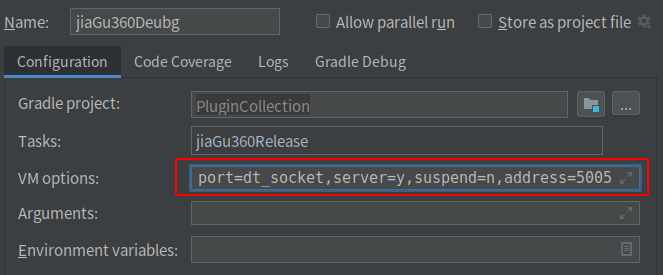 Name: jiaGu360Deubg Allow parallel run Store as project file
Configuration Code Coverage Logs Gradle Debug
Gradle project: PluginCollection ...
Tasks: jiaGu360Release
VM options: port=dt_socket,server=y,suspend=n,address=5005
Arguments:
Environment variables: